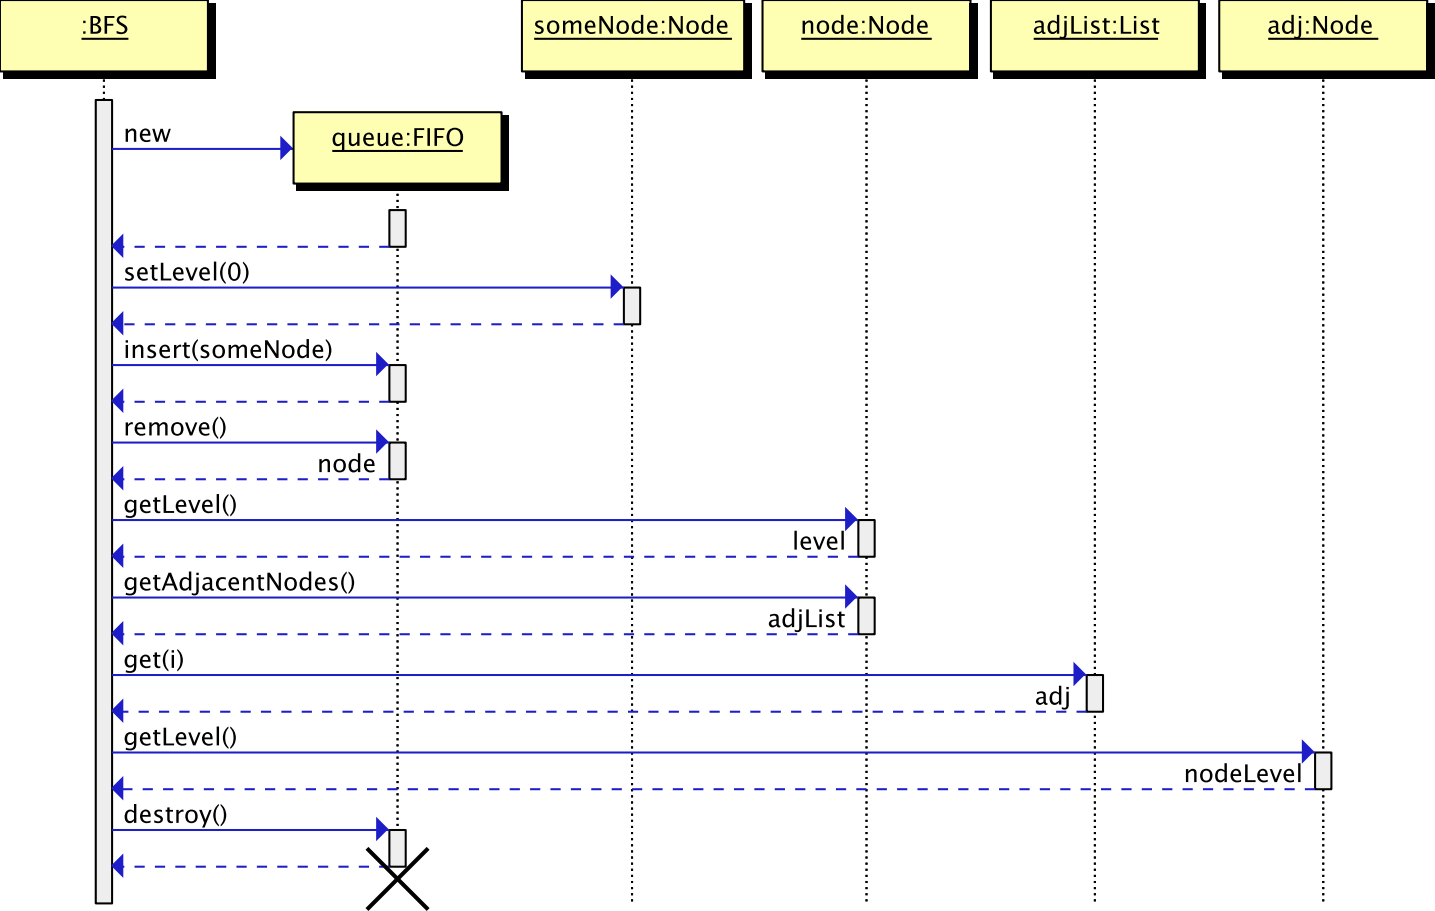 :BFS
someNode:Node
node:Node
adjList:List
adj:Node
new
queue:FIFO
setLevel(0)
insert(someNode)
remove()
node
getLevel()
level
getAdjacentNodes()
adjList
get(i)
adj
getLevel()
nodeLevel
destroy()